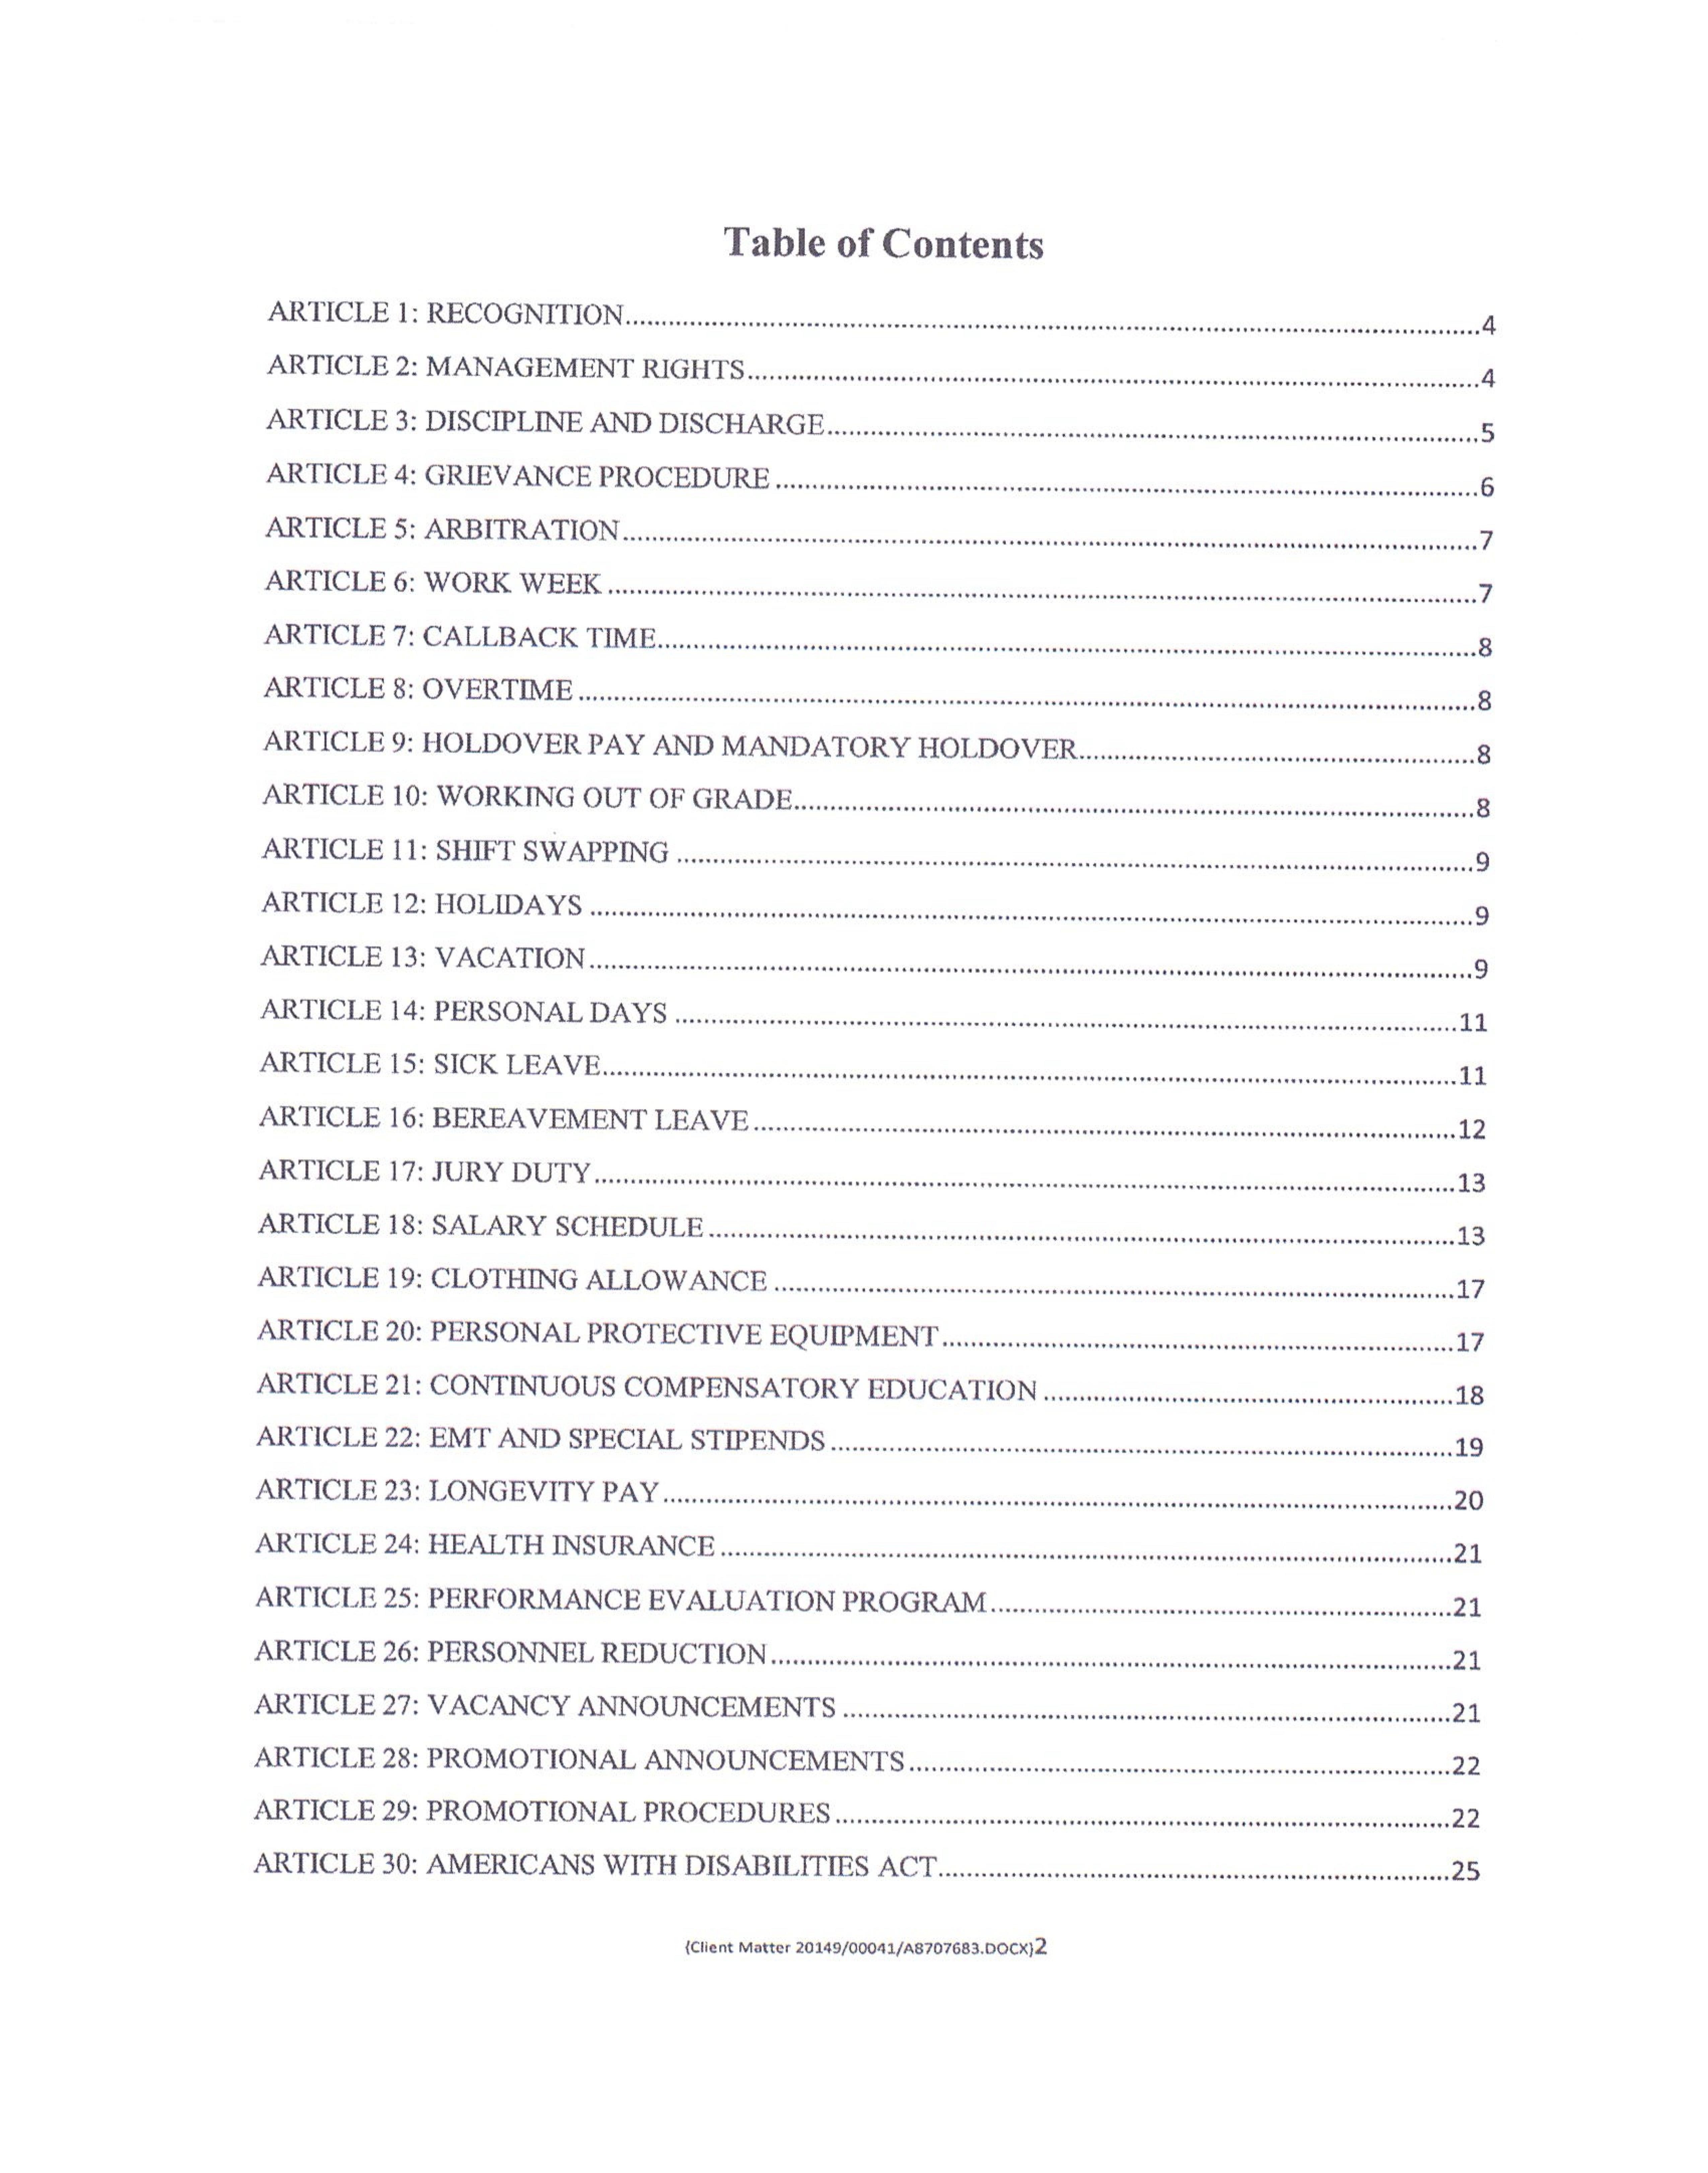 Table of Contents
ARTICLE 1: RECOGNITION....................4
ARTICLE 2: MANAGEMENT RIGHTS....................4
ARTICLE 3: DISCIPLINE AND DISCHARGE....................5
ARTICLE 4: GRIEVANCE PROCEDURE....................6
ARTICLE 5: ARBITRATION....................7
ARTICLE 6: WORK WEEK....................7
ARTICLE 7: CALLBACK TIME....................8
ARTICLE 8: OVERTIME....................8
ARTICLE 9: HOLDOVER PAY AND MANDATORY HOLDOVER....................8
ARTICLE 10: WORKING OUT OF GRADE....................8
ARTICLE 11: SHIFT SWAPPING....................9
ARTICLE 12: HOLIDAYS....................9
ARTICLE 13: VACATION....................9
ARTICLE 14: PERSONAL DAYS....................11
ARTICLE 15: SICK LEAVE....................11
ARTICLE 16: BEREAVEMENT LEAVE....................12
ARTICLE 17: JURY DUTY....................13
ARTICLE 18: SALARY SCHEDULE....................13
ARTICLE 19: CLOTHING ALLOWANCE....................17
ARTICLE 20: PERSONAL PROTECTIVE EQUIPMENT....................17
ARTICLE 21: CONTINUOUS COMPENSATORY EDUCATION....................18
ARTICLE 22: EMT AND SPECIAL STIPENDS....................19
ARTICLE 23: LONGEVITY PAY....................20
ARTICLE 24: HEALTH INSURANCE....................21
ARTICLE 25: PERFORMANCE EVALUATION PROGRAM....................21
ARTICLE 26: PERSONNEL REDUCTION....................21
ARTICLE 27: VACANCY ANNOUNCEMENTS....................21
ARTICLE 28: PROMOTIONAL ANNOUNCEMENTS....................22
ARTICLE 29: PROMOTIONAL PROCEDURES....................22
ARTICLE 30: AMERICANS WITH DISABILITIES ACT....................25
{Client Matter 20149/00041/A8707683.DOCX}2